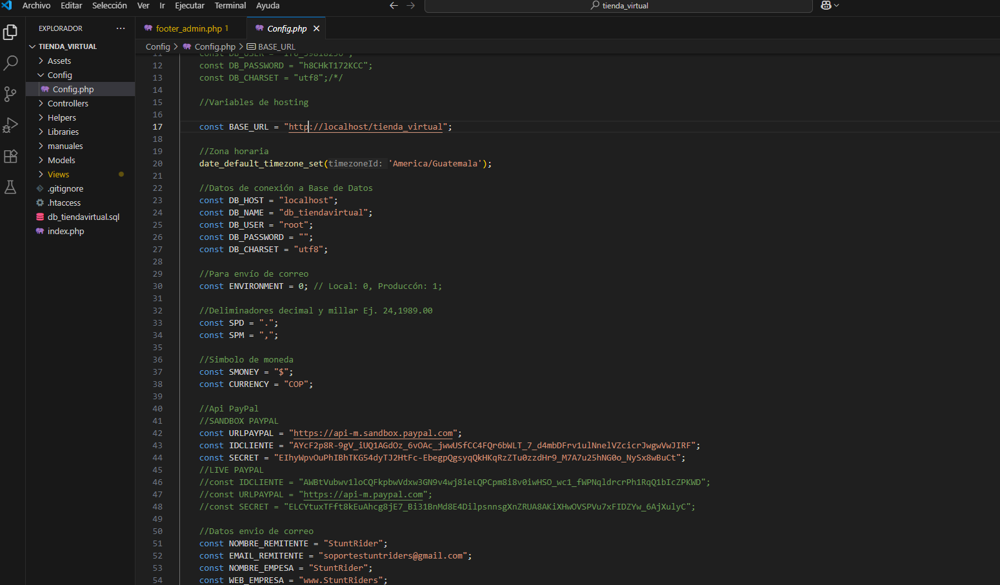 Archivo Editar Selección Ver Ir Ejecutar Terminal Ayuda
tienda_virtual
EXPLORADOR
TIENDA_VIRTUAL
Assets
Config
Config.php
Controllers
Helpers
Libraries
manuales
Models
Views
.gitignore
.htaccess
db_tiendavirtual.sql
index.php
footer_admin.php 1
Config.php
Config > Config.php > BASE_URL
12 const DB_PASSWORD = "h8CHkT172KCC";
13 const DB_CHARSET = "utf8";/*/
14
15 //Variables de hosting
16
17 const BASE_URL = "http://localhost/tienda_virtual";
18
19 //Zona horaria
20 date_default_timezone_set(timezoneId: 'America/Guatemala');
21
22 //Datos de conexión a Base de Datos
23 const DB_HOST = "localhost";
24 const DB_NAME = "db_tiendavirtual";
25 const DB_USER = "root";
26 const DB_PASSWORD = "";
27 const DB_CHARSET = "utf8";
28
29 //Para envío de correo
30 const ENVIRONMENT = 0; // Local: 0, Produccón: 1;
31
32 //Deliminadores decimal y millar Ej. 24,1989.00
33 const SPD = ".";
34 const SPM = ",";
35
36 //Simbolo de moneda
37 const SMONEY = "$";
38 const CURRENCY = "COP";
39
40 //Api PayPal
41 //SANDBOX PAYPAL
42 const URLPAYPAL = "https://api-m.sandbox.paypal.com";
43 const IDCLIENTE = "AYcF2p8R-9gV_iUQ1AGdOz_6vOAc_jwwUSfCC4FQr6bWLT_7_d4mbDFrv1ulNnelVZcicrJwgwVwJIRF";
44 const SECRET = "EIhyWpvOuPhIBhTKG54dyTJ2HtFc-EbegpQgsyqQkHKqRzZTu0zzdHr9_M7A7u25hNG0o_NySx8wBuCt";
45 //LIVE PAYPAL
46 //const IDCLIENTE = "AWBtVubwv1loCQFkpbwVdxw3GN9v4wj8ieLQPCpm8i8v0iwHSO_wc1_fWPNqldrcrPh1RqQ1bIcZPKWD";
47 //const URLPAYPAL = "https://api-m.paypal.com";
48 //const SECRET = "ELCYtuxTFft8kEuAhcg8jE7_Bi31BnMd8E4DilpsnnsgXnZRUA8AKiXHwOVSPVu7xFIDZYw_6AjXulyC";
49
50 //Datos envio de correo
51 const NOMBRE_REMITENTE = "StuntRider";
52 const EMAIL_REMITENTE = "soportestuntriders@gmail.com";
53 const NOMBRE_EMPESA = "StuntRider";
54 const WEB_EMPRESA = "www.StuntRiders";